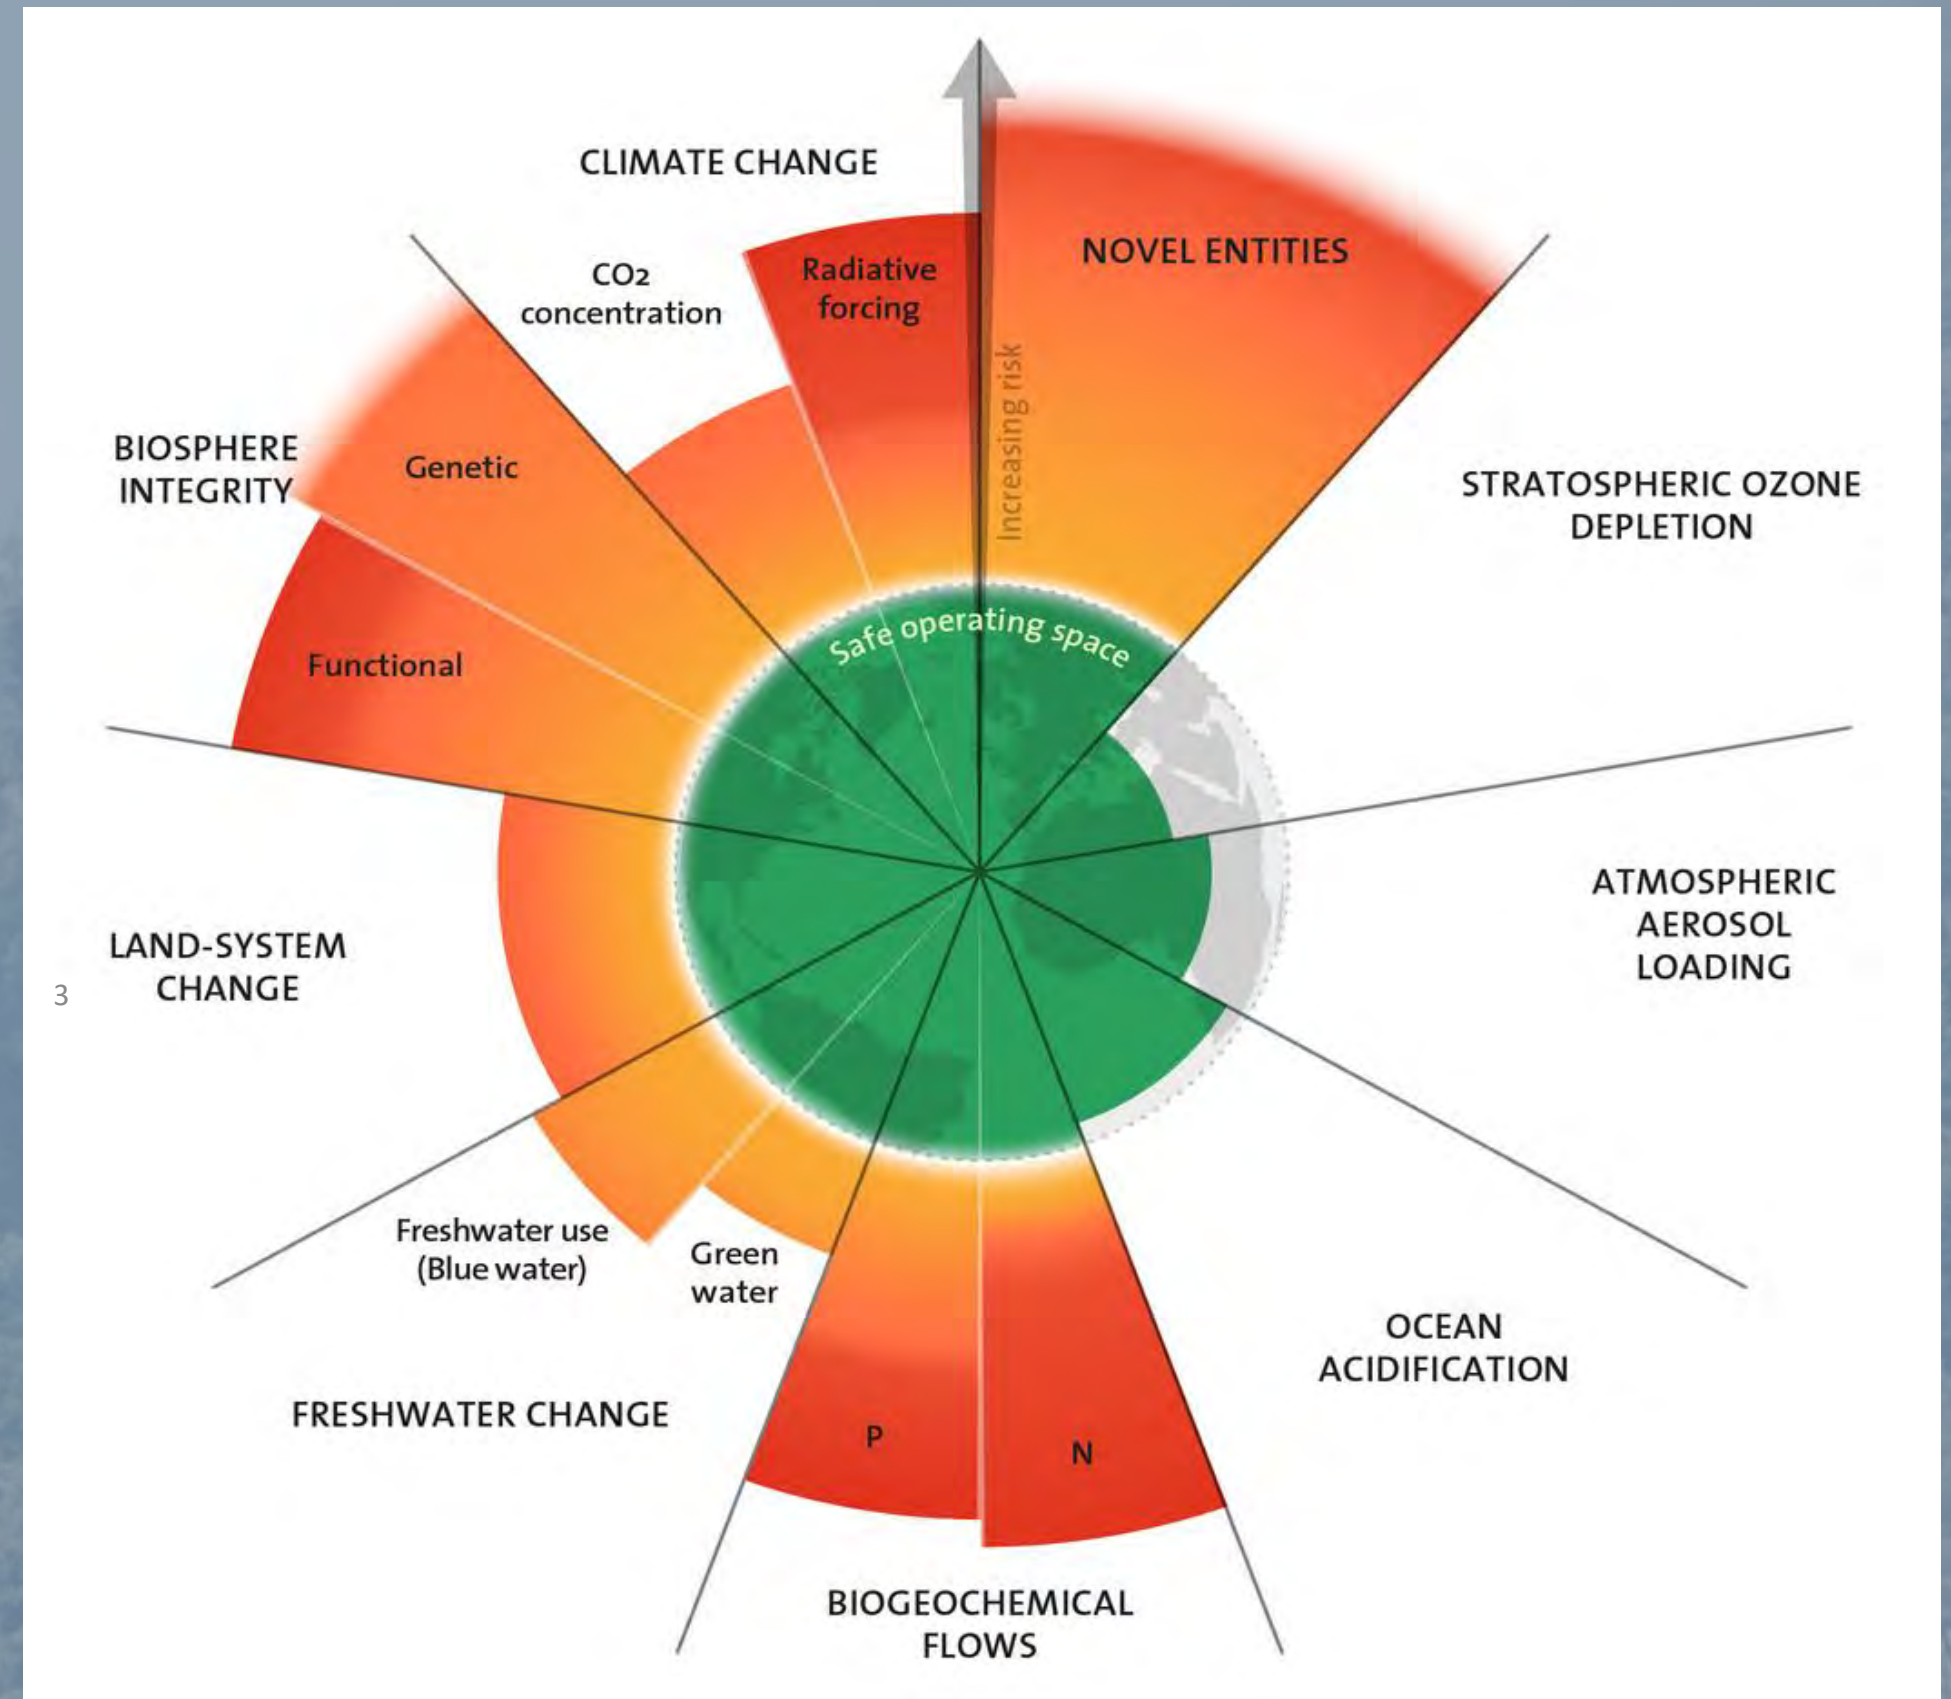 CLIMATE CHANGE
CO2
concentration
Radiative
forcing
Increasing risk
NOVEL ENTITIES
STRATOSPHERIC OZONE
DEPLETION
ATMOSPHERIC
AEROSOL
LOADING
OCEAN
ACIDIFICATION
BIOGEOCHEMICAL
FLOWS
P
N
FRESHWATER CHANGE
Freshwater use
(Blue water)
Green
water
LAND-SYSTEM
CHANGE
3
BIOSPHERE
INTEGRITY
Genetic
Functional
Safe operating space